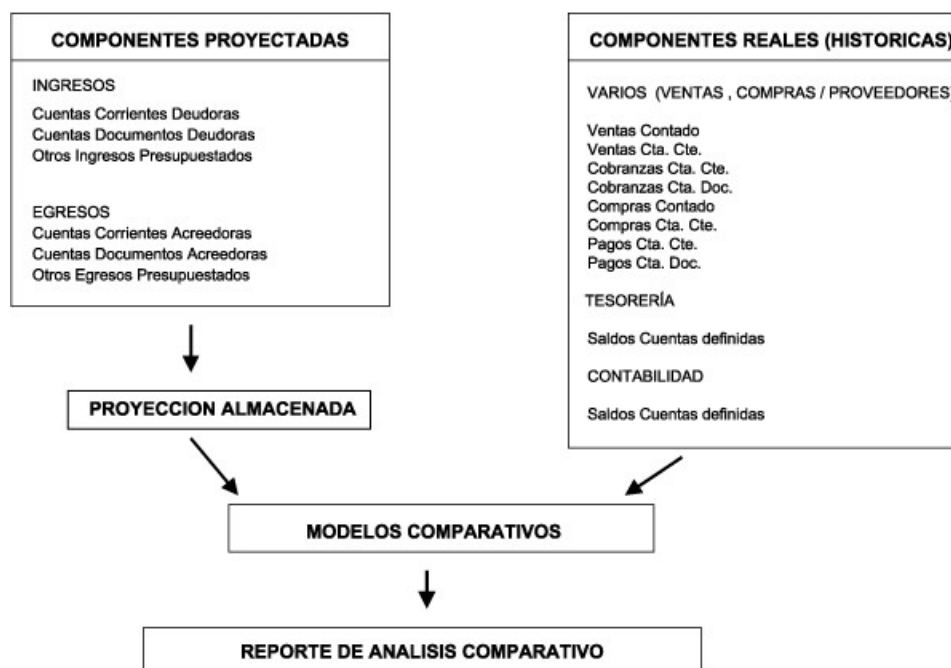 COMPONENTES PROYECTADAS
INGRESOS
Cuentas Corrientes Deudoras
Cuentas Documentos Deudoras
Otros Ingresos Presupuestados
EGRESOS
Cuentas Corrientes Acreedoras
Cuentas Documentos Acreedoras
Otros Egresos Presupuestados
COMPONENTES REALES (HISTORICAS)
VARIOS (VENTAS , COMPRAS / PROVEEDORES)
Ventas Contado
Ventas Cta. Cte.
Cobranzas Cta. Cte.
Cobranzas Cta. Doc.
Compras Contado
Compras Cta. Cte.
Pagos Cta. Cte.
Pagos Cta. Doc.
TESORERÍA
Saldos Cuentas definidas
CONTABILIDAD
Saldos Cuentas definidas
PROYECCION ALMACENADA
MODELOS COMPARATIVOS
REPORTE DE ANALISIS COMPARATIVO